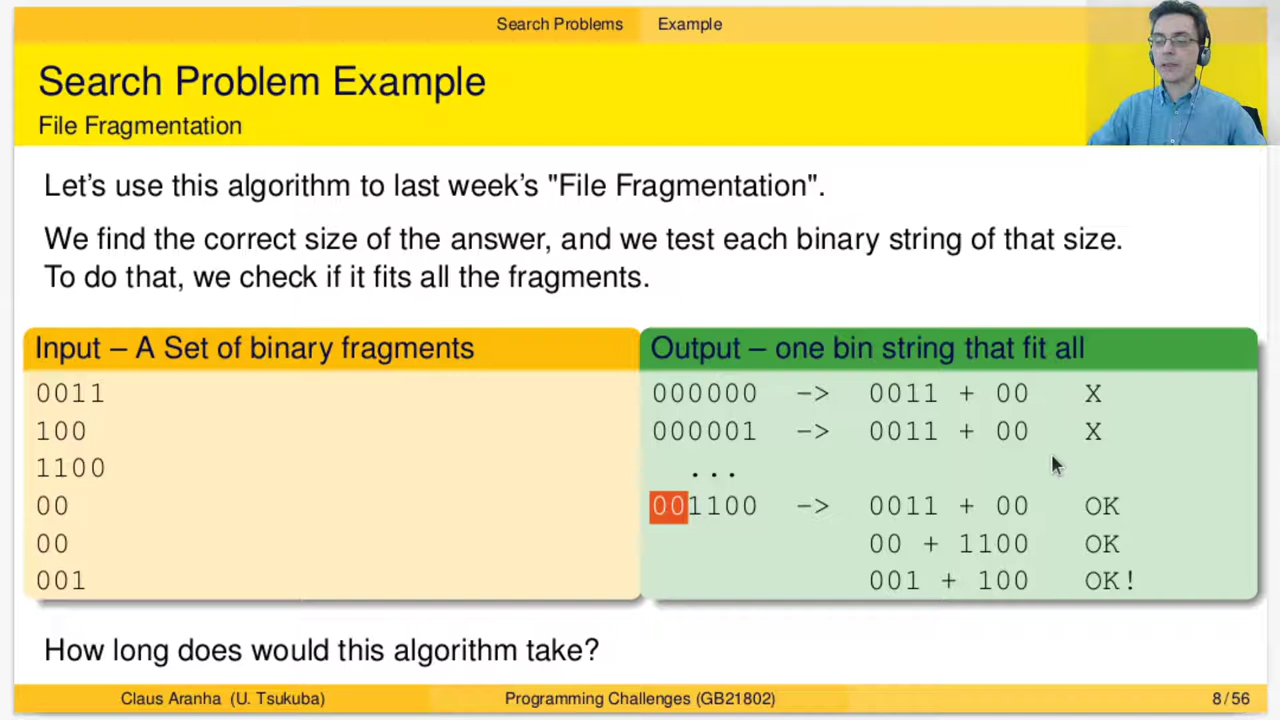 Search Problems Example
Search Problem Example
File Fragmentation
Let's use this algorithm to last week's "File Fragmentation".
We find the correct size of the answer, and we test each binary string of that size.
To do that, we check if it fits all the fragments.
Input – A Set of binary fragments
0011
100
1100
00
00
001
Output – one bin string that fit all
000000 -> 0011 + 00 X
000001 -> 0011 + 00 X
...
001100 -> 0011 + 00 OK
00 + 1100 OK
001 + 100 OK!
How long does would this algorithm take?
Claus Aranha (U. Tsukuba) Programming Challenges (GB21802) 8 / 56